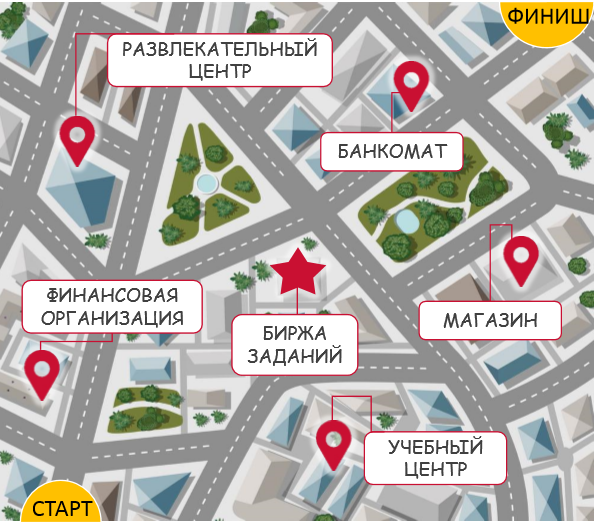 ФИНИШ
РАЗВЛЕКАТЕЛЬНЫЙ
ЦЕНТР
БАНКОМАТ
ФИНАНСОВАЯ
ОРГАНИЗАЦИЯ
МАГАЗИН
БИРЖА
ЗАДАНИЙ
УЧЕБНЫЙ
ЦЕНТР
СТАРТ